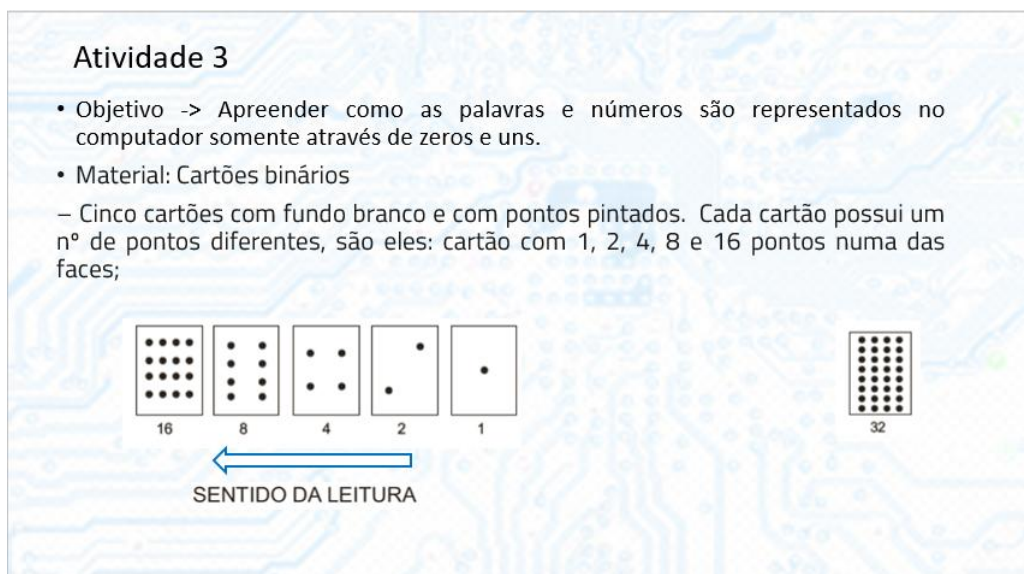 Atividade 3
• Objetivo -> Apreender como as palavras e números são representados no
computador somente através de zeros e uns.
• Material: Cartões binários
– Cinco cartões com fundo branco e com pontos pintados. Cada cartão possui um
nº de pontos diferentes, são eles: cartão com 1, 2, 4, 8 e 16 pontos numa das
faces;
16 8 4 2 1 32
SENTIDO DA LEITURA